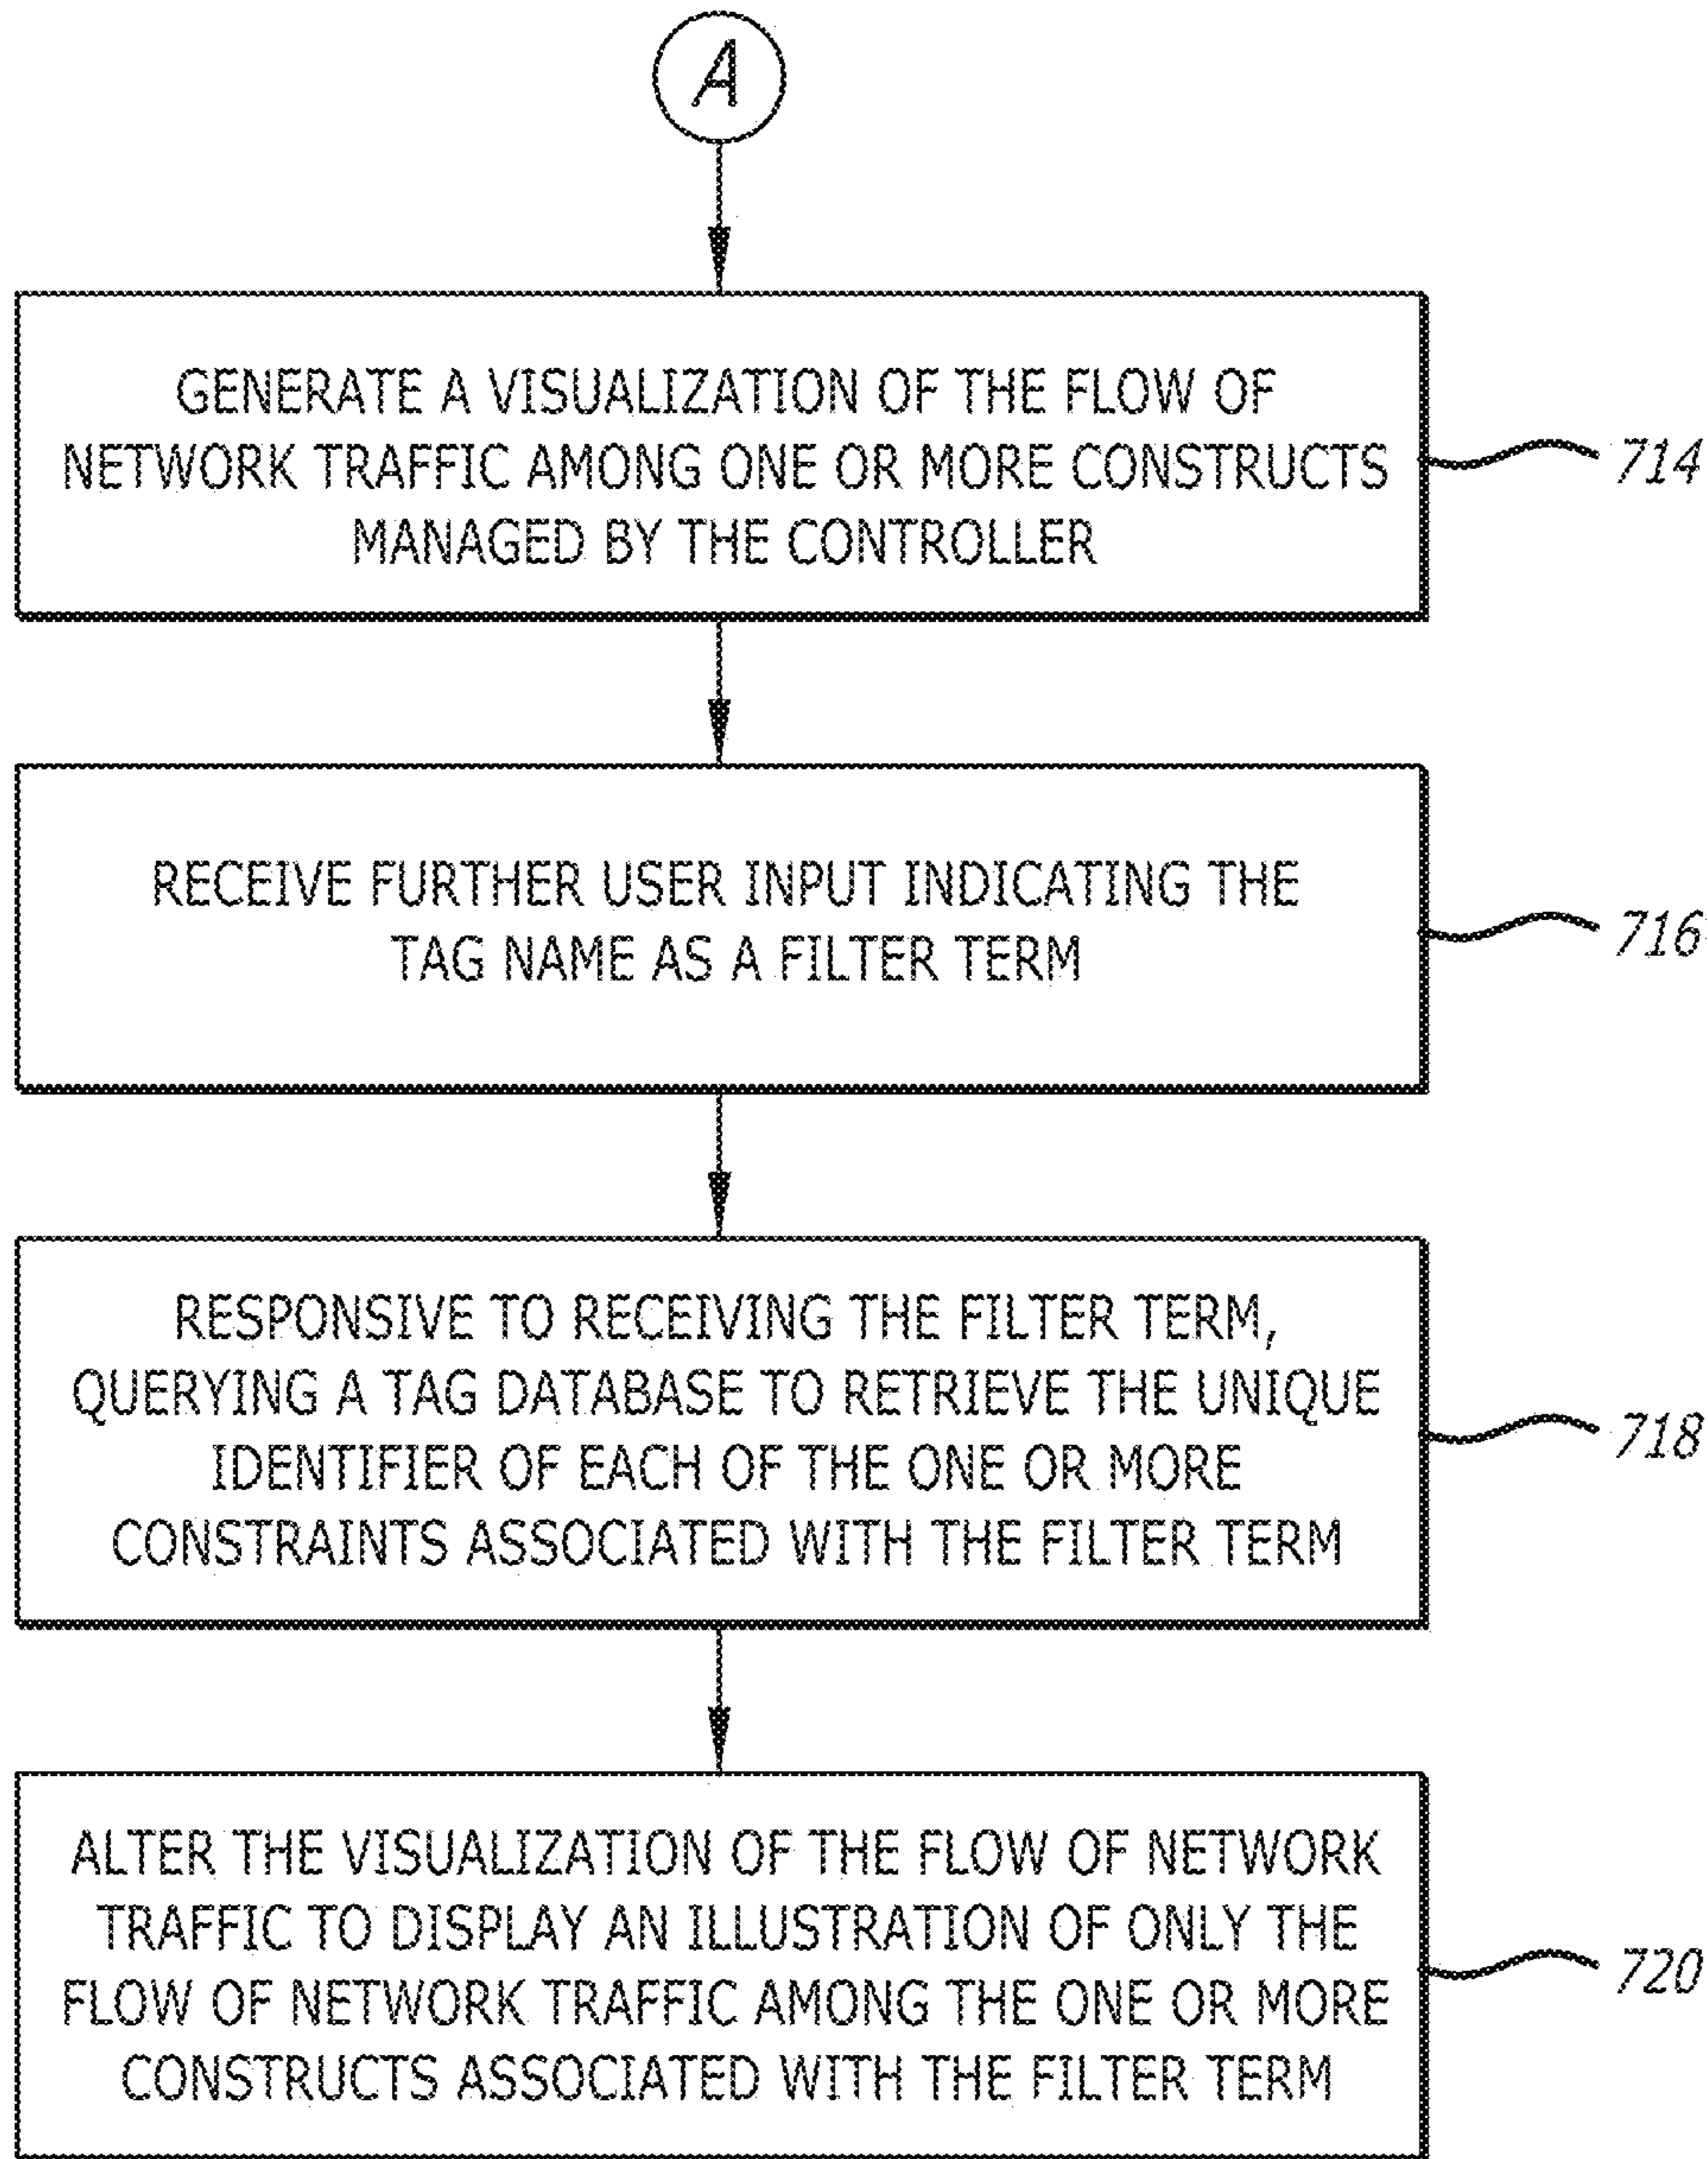 A
GENERATE A VISUALIZATION OF THE FLOW OF
NETWORK TRAFFIC AMONG ONE OR MORE CONSTRUCTS
MANAGED BY THE CONTROLLER
714
RECEIVE FURTHER USER INPUT INDICATING THE
TAG NAME AS A FILTER TERM
716
RESPONSIVE TO RECEIVING THE FILTER TERM,
QUERYING A TAG DATABASE TO RETRIEVE THE UNIQUE
IDENTIFIER OF EACH OF THE ONE OR MORE
CONSTRAINTS ASSOCIATED WITH THE FILTER TERM
718
ALTER THE VISUALIZATION OF THE FLOW OF NETWORK
TRAFFIC TO DISPLAY AN ILLUSTRATION OF ONLY THE
FLOW OF NETWORK TRAFFIC AMONG THE ONE OR MORE
CONSTRUCTS ASSOCIATED WITH THE FILTER TERM
720